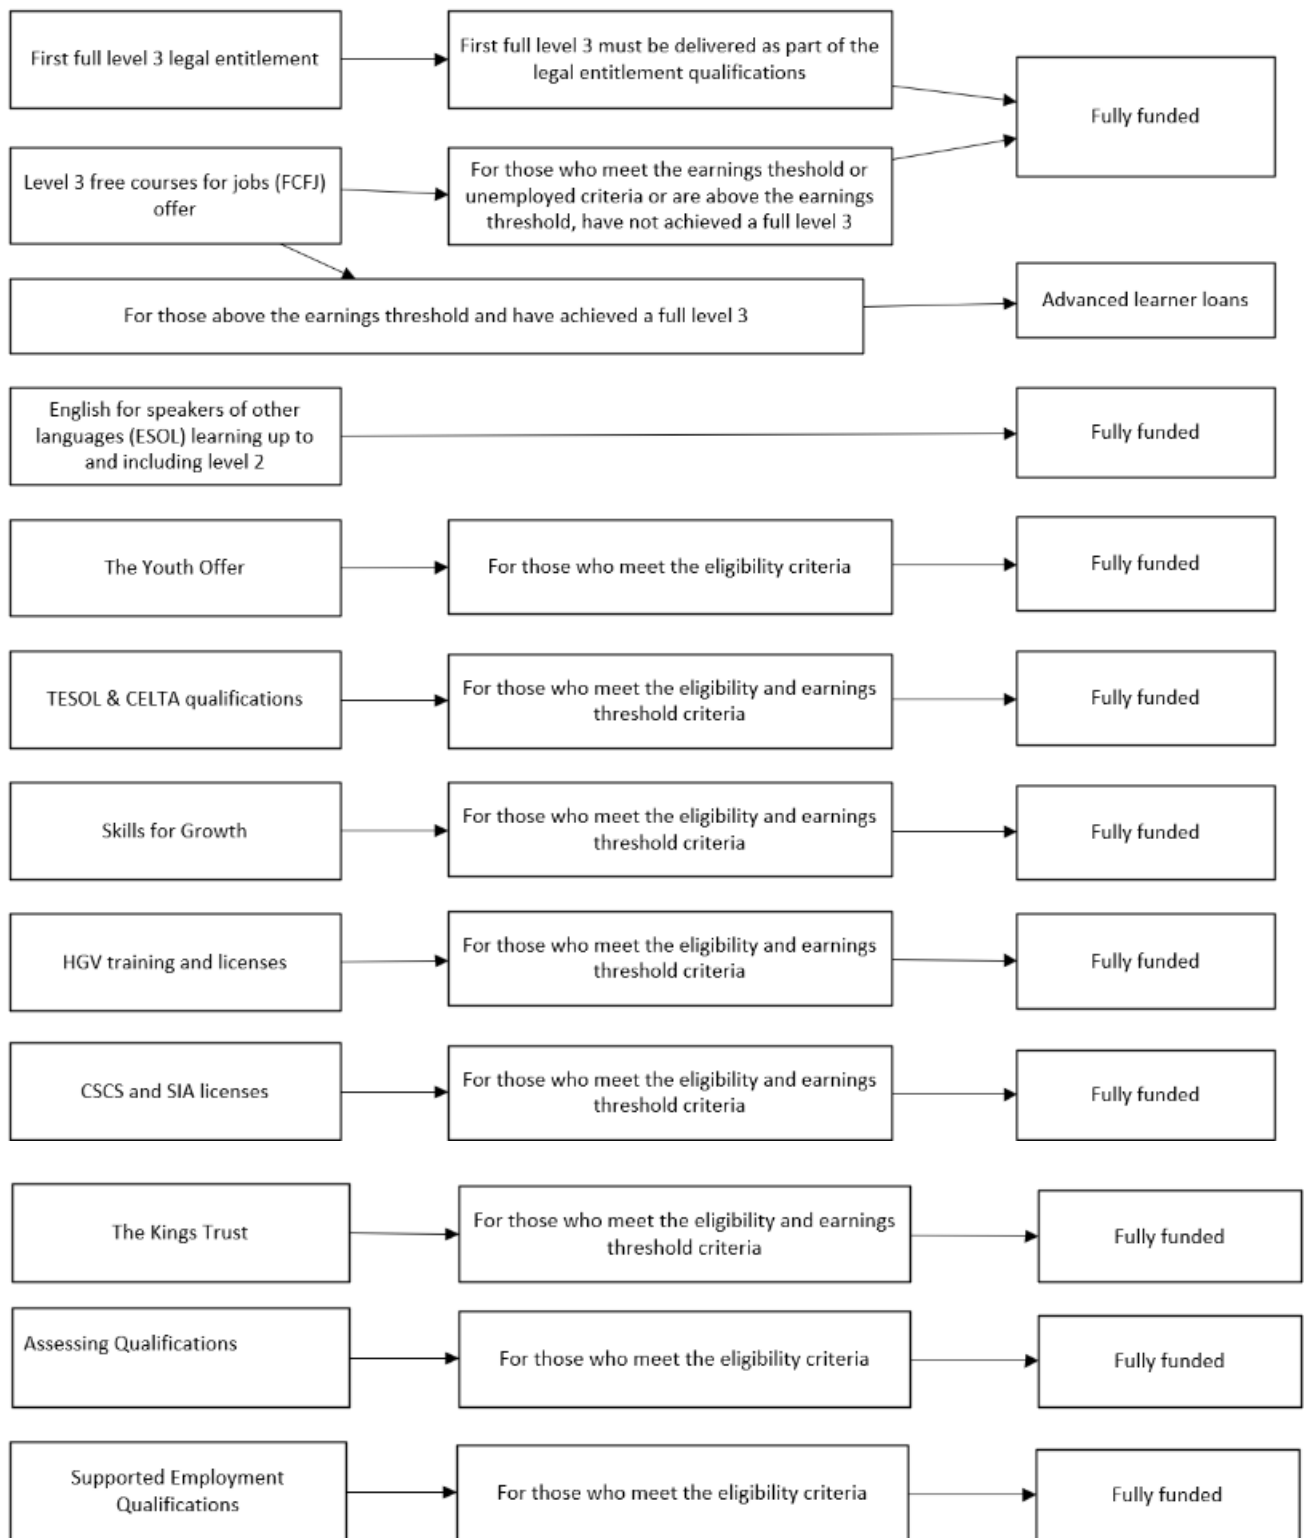 First full level 3 legal entitlement
First full level 3 must be delivered as part of the
legal entitlement qualifications
Fully funded
Level 3 free courses for jobs (FCFJ)
offer
For those who meet the earnings theshold or
unemployed criteria or are above the earnings
threshold, have not achieved a full level 3
For those above the earnings threshold and have achieved a full level 3
Advanced learner loans
English for speakers of other
languages (ESOL) learning up to
and including level 2
Fully funded
The Youth Offer
For those who meet the eligibility criteria
Fully funded
TESOL & CELTA qualifications
For those who meet the eligibility and earnings
threshold criteria
Fully funded
Skills for Growth
For those who meet the eligibility and earnings
threshold criteria
Fully funded
HGV training and licenses
For those who meet the eligibility and earnings
threshold criteria
Fully funded
CSCS and SIA licenses
For those who meet the eligibility and earnings
threshold criteria
Fully funded
The Kings Trust
For those who meet the eligibility and earnings
threshold criteria
Fully funded
Assessing Qualifications
For those who meet the eligibility criteria
Fully funded
Supported Employment
Qualifications
For those who meet the eligibility criteria
Fully funded